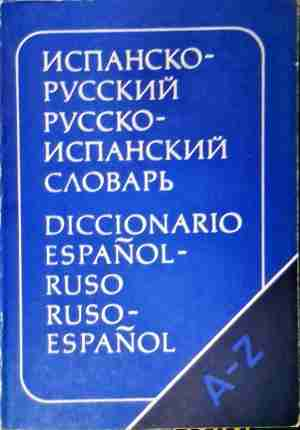 ИСПАНСКО-
РУССКИЙ
РУССКО-
ИСПАНСКИЙ
СЛОВАРЬ
DICCIONARIO
ESPAÑOL-
RUSO
RUSO-
ESPAÑOL
A-Z